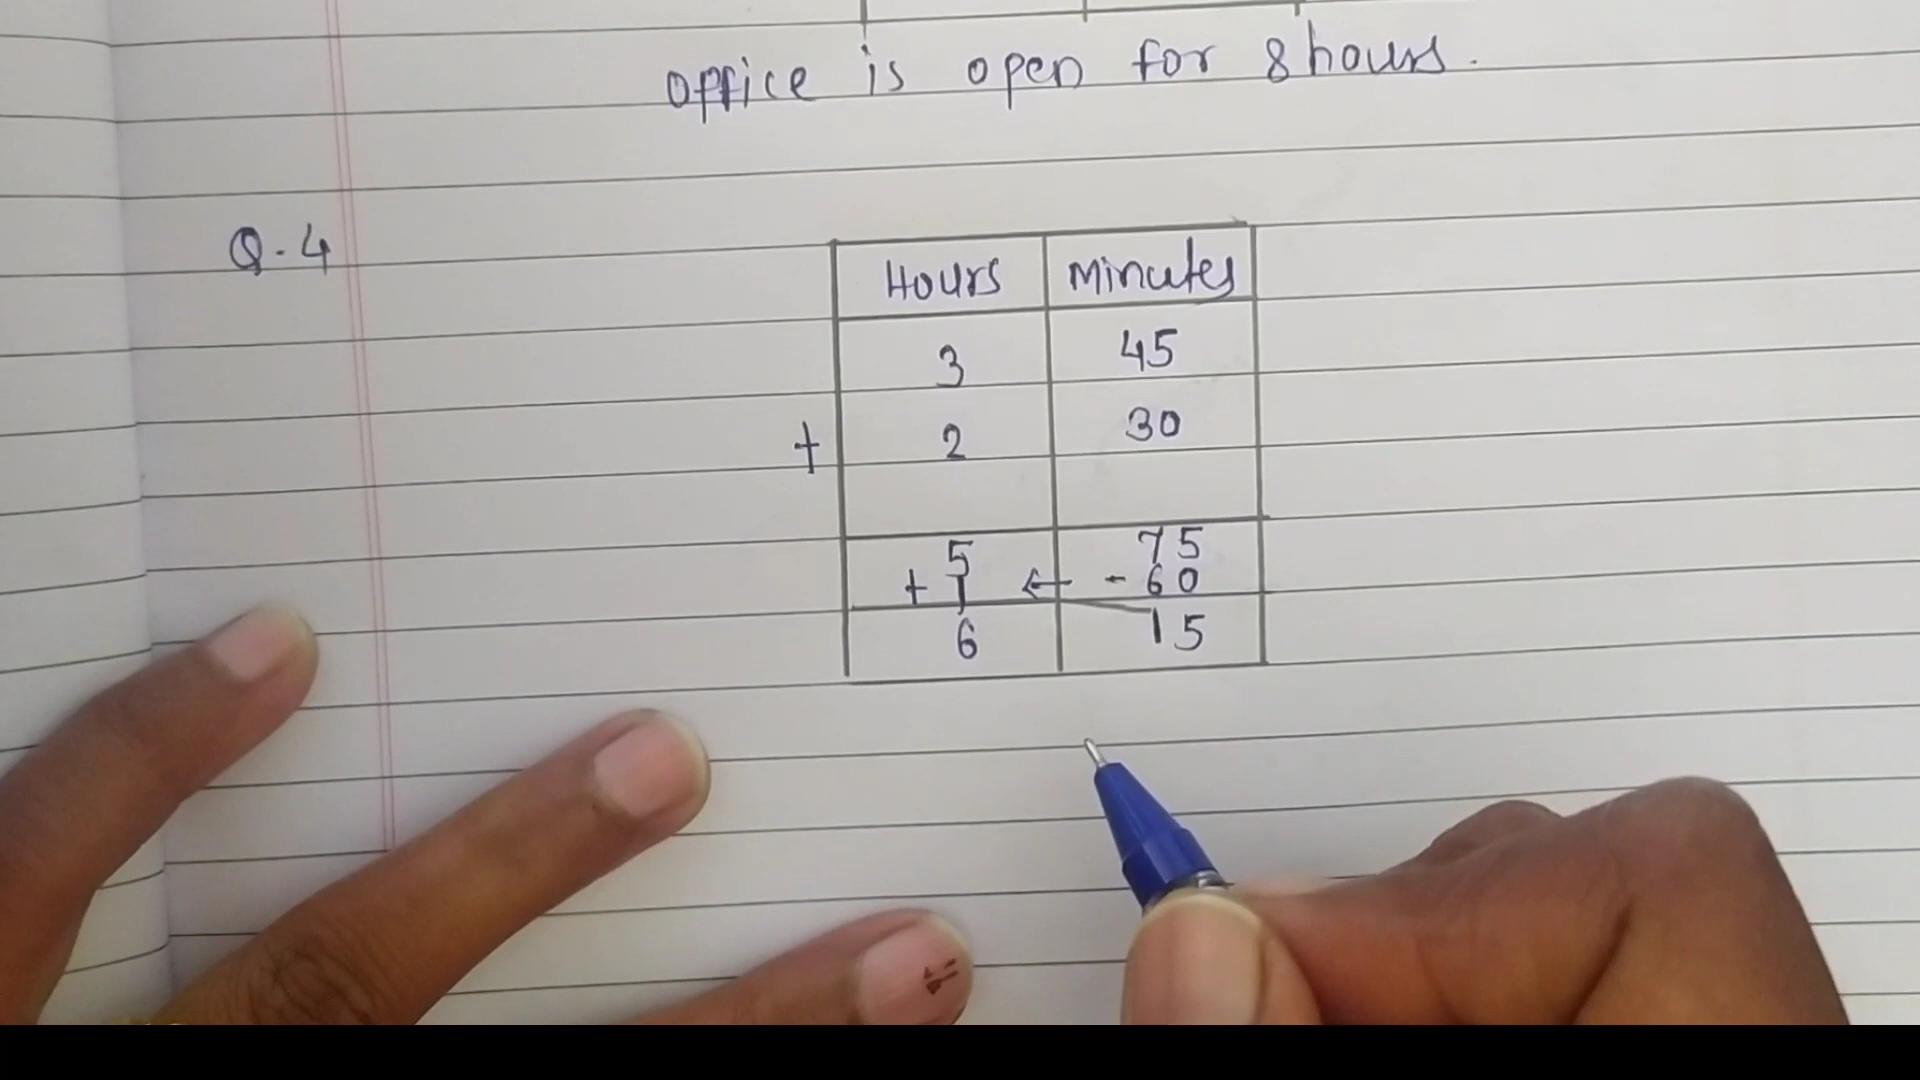 office is open for 8 hours.
Q.4
Hours Minutes
3 45
+ 2 30
5 75
+ 1 ← - 60
6 15